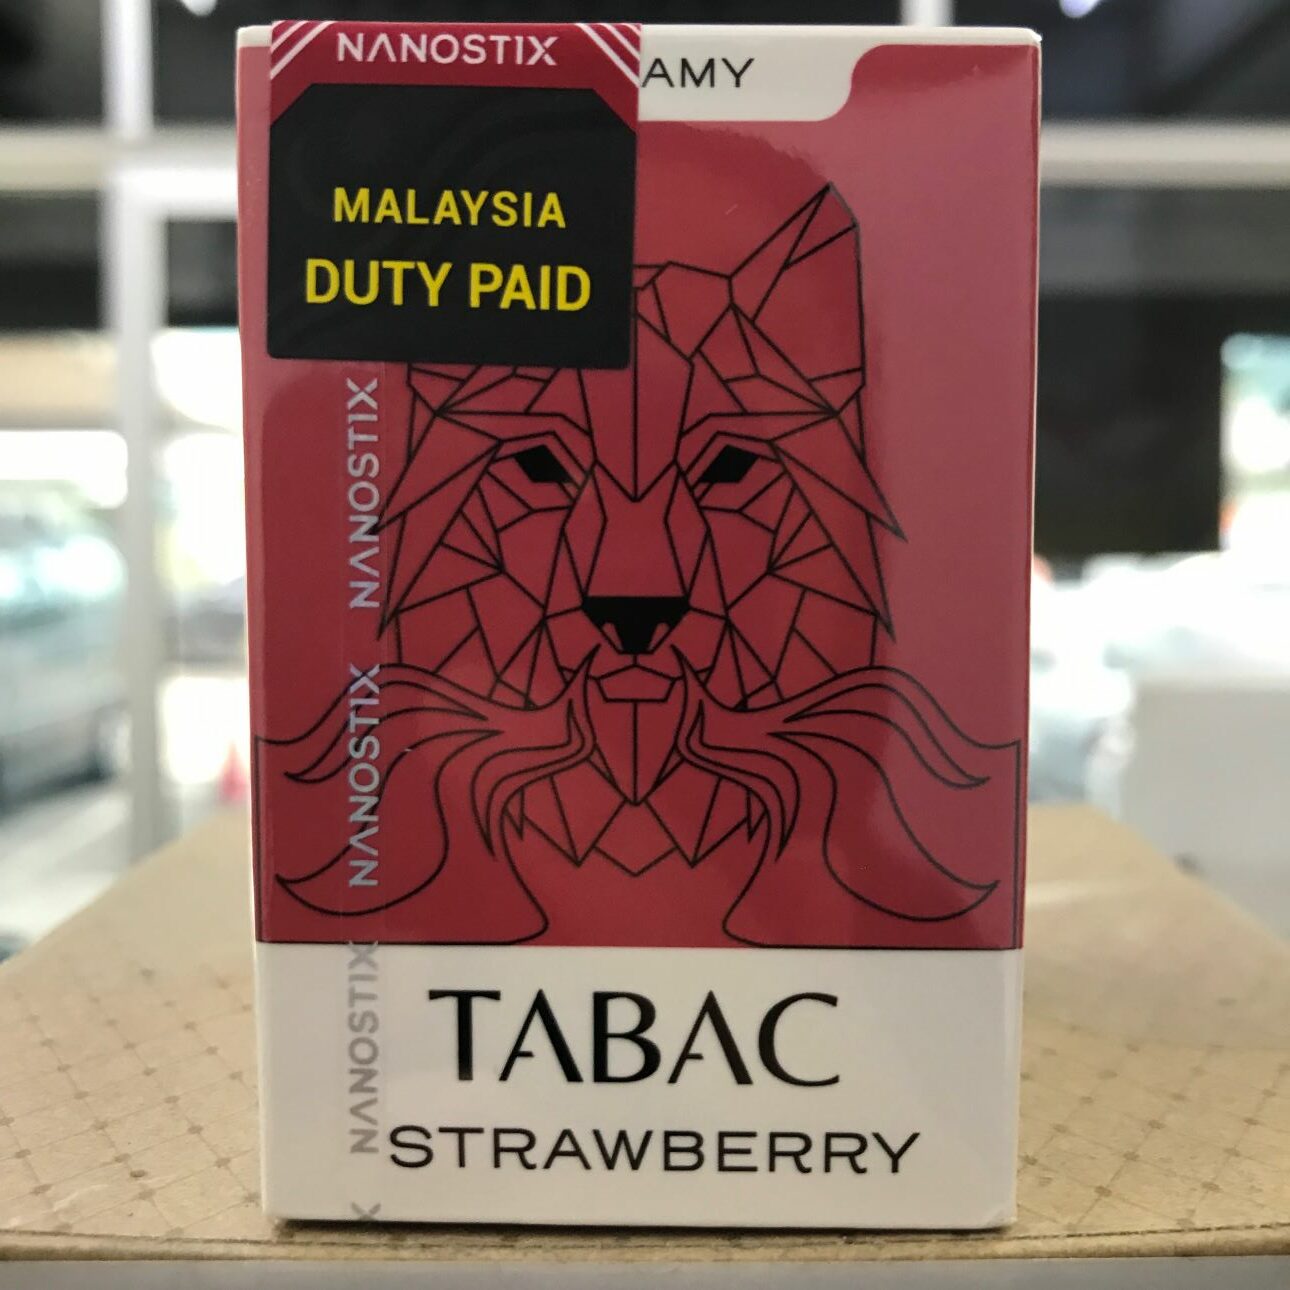 NANOSTIX
AMY
MALAYSIA
DUTY PAID
NANOSTIX
NANOSTIX
NANOSTIX
X
TABAC
STRAWBERRY